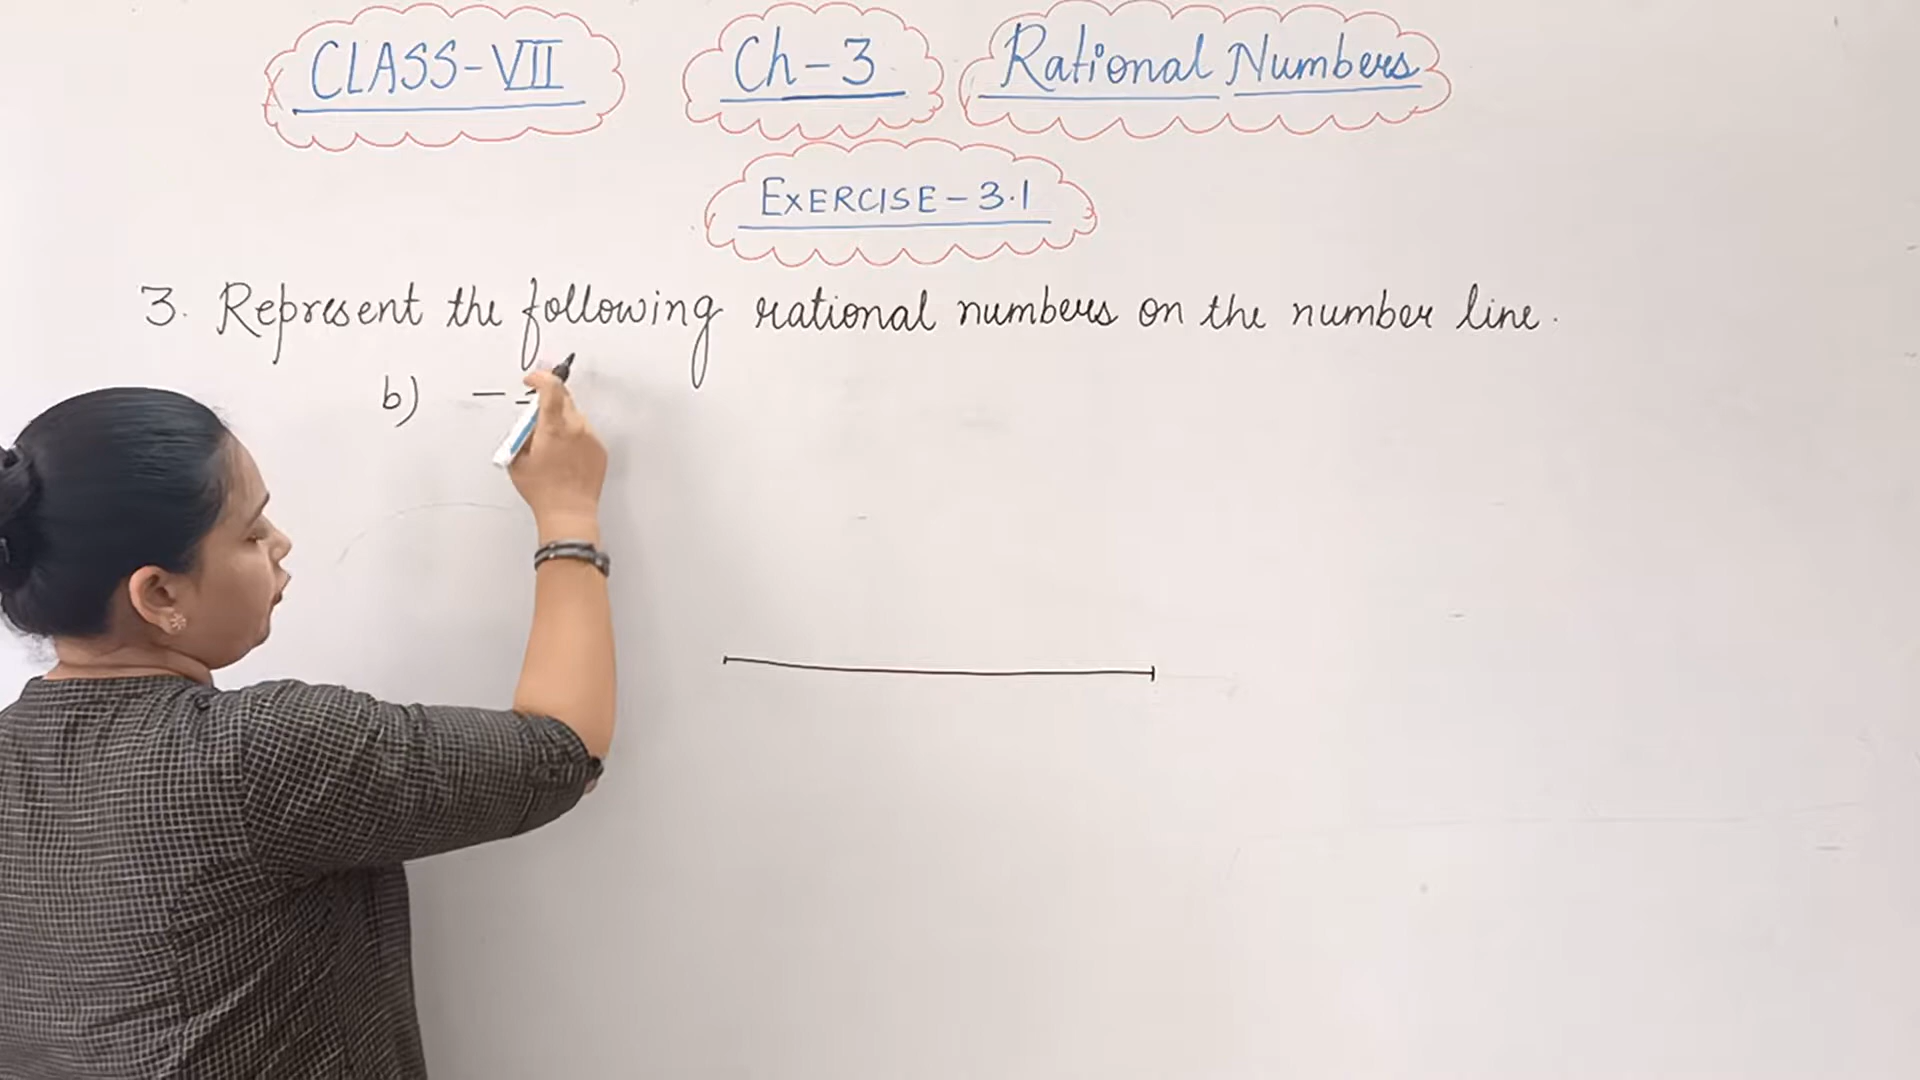 CLASS-VII Ch-3 Rational Numbers
EXERCISE-3.1
3. Represent the following rational numbers on the number line.
b) -